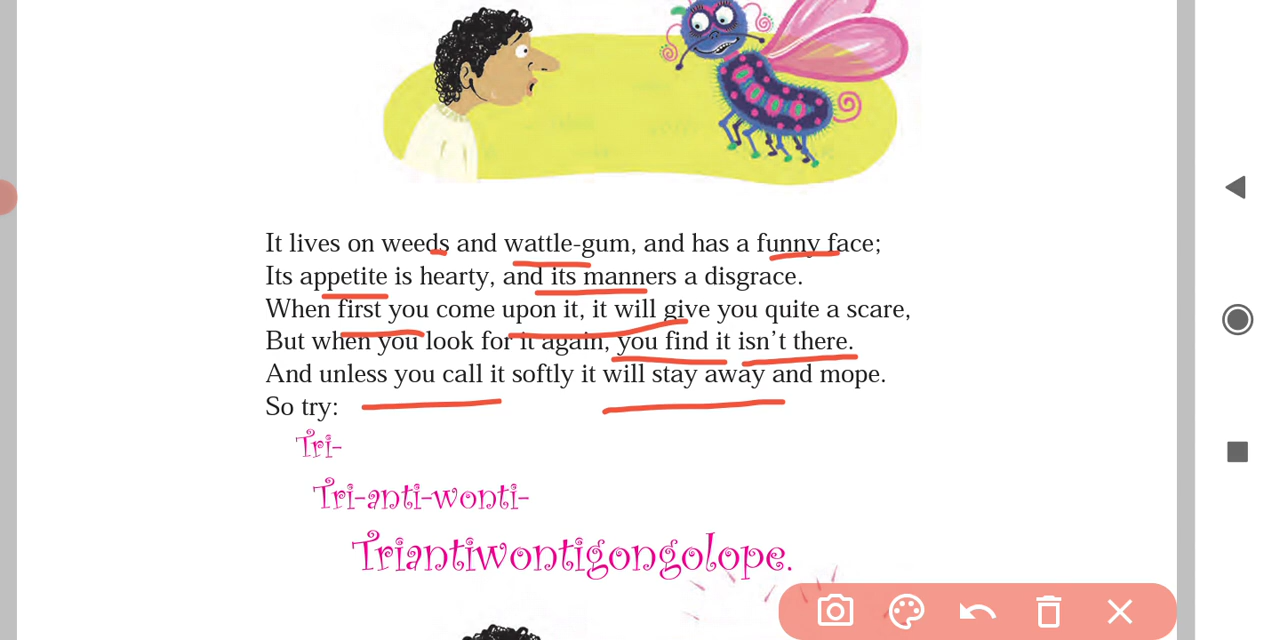 It lives on weeds and wattle-gum, and has a funny face;
Its appetite is hearty, and its manners a disgrace.
When first you come upon it, it will give you quite a scare,
But when you look for it again, you find it isn't there.
And unless you call it softly it will stay away and mope.
So try:
Tri-
Tri-anti-wonti-
Triantiwontigongolope.